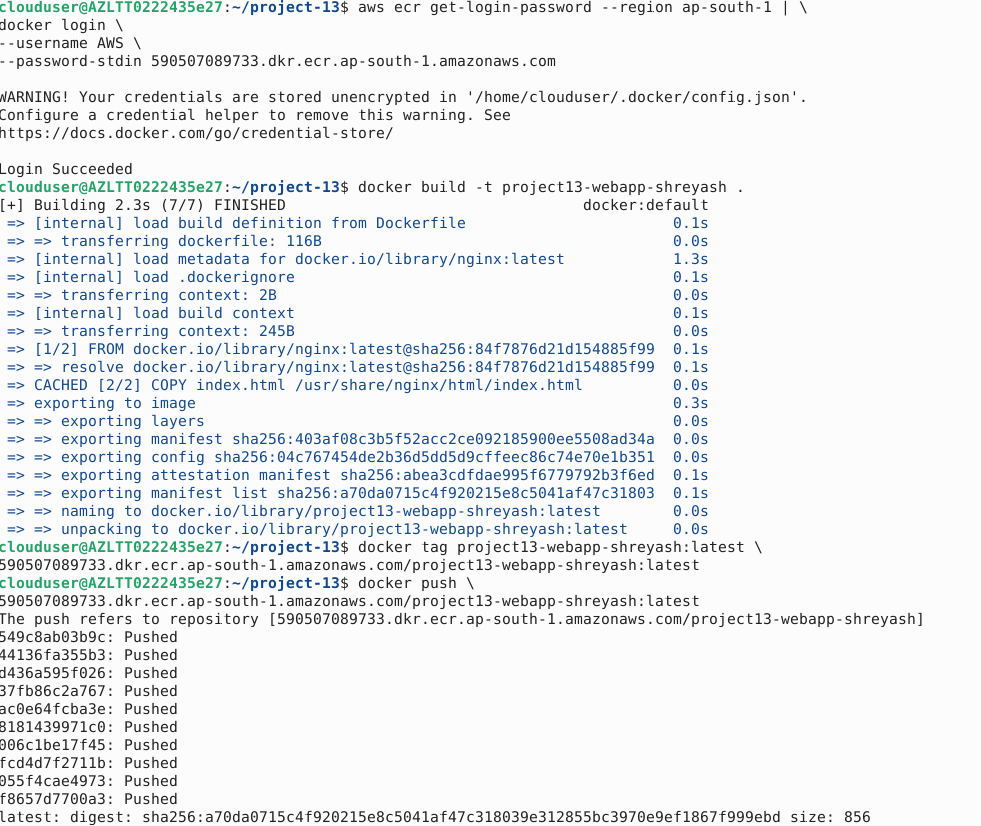 clouduser@AZLTT0222435e27:~/project-13$ aws ecr get-login-password --region ap-south-1 | \
docker login \
--username AWS \
--password-stdin 590507089733.dkr.ecr.ap-south-1.amazonaws.com
WARNING! Your credentials are stored unencrypted in '/home/clouduser/.docker/config.json'.
Configure a credential helper to remove this warning. See
https://docs.docker.com/go/credential-store/
Login Succeeded
clouduser@AZLTT0222435e27:~/project-13$ docker build -t project13-webapp-shreyash .
[+] Building 2.3s (7/7) FINISHED docker:default
=> [internal] load build definition from Dockerfile 0.1s
=> => transferring dockerfile: 116B 0.0s
=> [internal] load metadata for docker.io/library/nginx:latest 1.3s
=> [internal] load .dockerignore 0.1s
=> => transferring context: 2B 0.0s
=> [internal] load build context 0.1s
=> => transferring context: 245B 0.0s
=> [1/2] FROM docker.io/library/nginx:latest@sha256:84f7876d21d154885f99 0.1s
=> => resolve docker.io/library/nginx:latest@sha256:84f7876d21d154885f99 0.1s
=> CACHED [2/2] COPY index.html /usr/share/nginx/html/index.html 0.0s
=> exporting to image 0.3s
=> => exporting layers 0.0s
=> => exporting manifest sha256:403af08c3b5f52acc2ce092185900ee5508ad34a 0.0s
=> => exporting config sha256:04c767454de2b36d5dd5d9cffeec86c74e70e1b351 0.0s
=> => exporting attestation manifest sha256:abea3cdfdae995f6779792b3f6ed 0.1s
=> => exporting manifest list sha256:a70da0715c4f920215e8c5041af47c31803 0.1s
=> => naming to docker.io/library/project13-webapp-shreyash:latest 0.0s
=> => unpacking to docker.io/library/project13-webapp-shreyash:latest 0.0s
clouduser@AZLTT0222435e27:~/project-13$ docker tag project13-webapp-shreyash:latest \
590507089733.dkr.ecr.ap-south-1.amazonaws.com/project13-webapp-shreyash:latest
clouduser@AZLTT0222435e27:~/project-13$ docker push \
590507089733.dkr.ecr.ap-south-1.amazonaws.com/project13-webapp-shreyash:latest
The push refers to repository [590507089733.dkr.ecr.ap-south-1.amazonaws.com/project13-webapp-shreyash]
549c8ab03b9c: Pushed
44136fa355b3: Pushed
d436a595f026: Pushed
37fb86c2a767: Pushed
ac0e64fcba3e: Pushed
8181439971c0: Pushed
006c1be17f45: Pushed
fcd4d7f2711b: Pushed
055f4cae4973: Pushed
f8657d7700a3: Pushed
latest: digest: sha256:a70da0715c4f920215e8c5041af47c318039e312855bc3970e9ef1867f999ebd size: 856